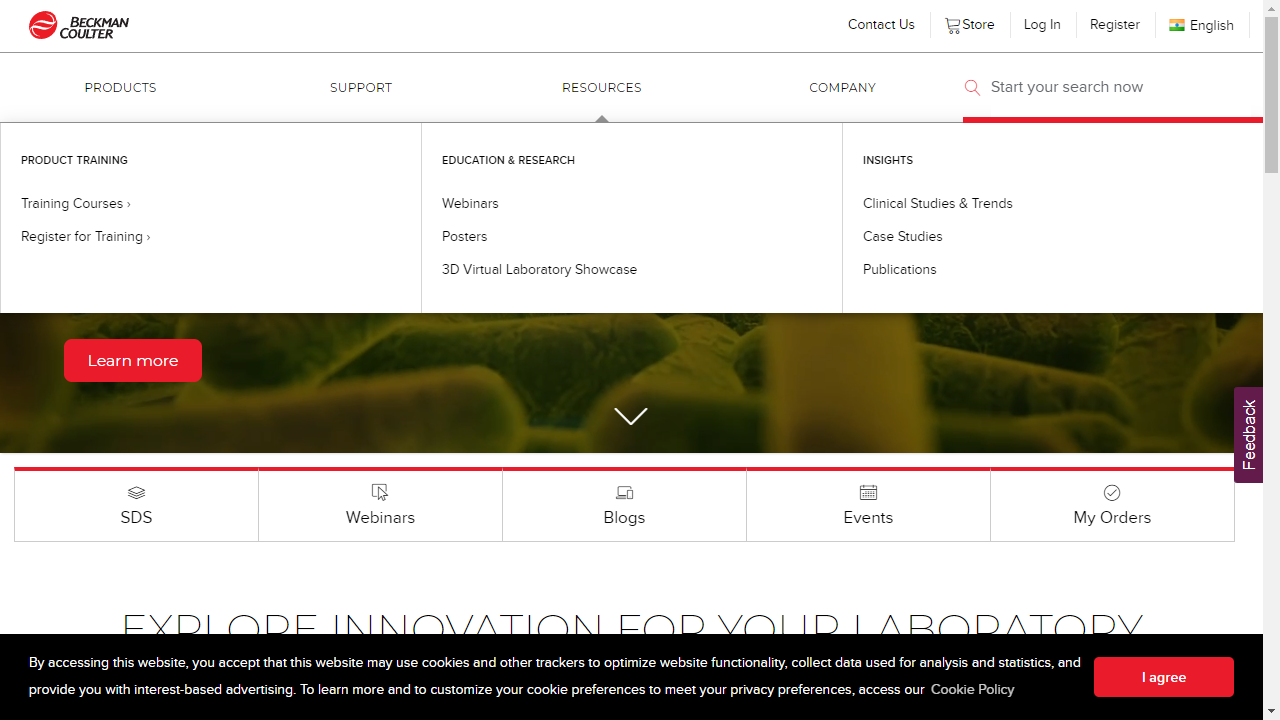 BECKMAN
COULTER
Contact Us
Store
Log In
Register
English
PRODUCTS
SUPPORT
RESOURCES
COMPANY
Start your search now
PRODUCT TRAINING
Training Courses ›
Register for Training ›
EDUCATION & RESEARCH
Webinars
Posters
3D Virtual Laboratory Showcase
INSIGHTS
Clinical Studies & Trends
Case Studies
Publications
Learn more
Feedback
SDS
Webinars
Blogs
Events
My Orders
EXPLORE INNOVATION FOR YOUR LABORATORY
By accessing this website, you accept that this website may use cookies and other trackers to optimize website functionality, collect data used for analysis and statistics, and
provide you with interest-based advertising. To learn more and to customize your cookie preferences to meet your privacy preferences, access our Cookie Policy
I agree